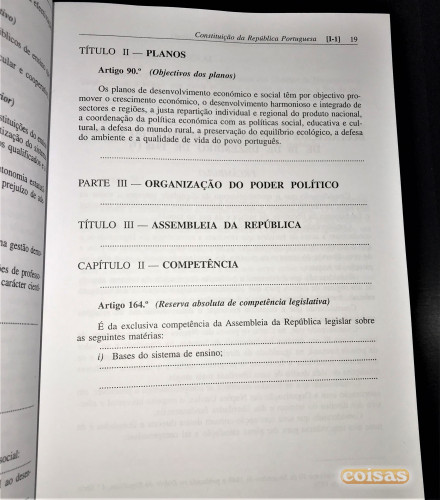 Constituição da República Portuguesa [I-1] 19
TÍTULO II — PLANOS
Artigo 90.º (Objectivos dos planos)
Os planos de desenvolvimento económico e social têm por objectivo pro-
mover o crescimento económico, o desenvolvimento harmonioso e integrado de
sectores e regiões, a justa repartição individual e regional do produto nacional,
a coordenação da política económica com as políticas social, educativa e cul-
tural, a defesa do mundo rural, a preservação do equilíbrio ecológico, a defesa
do ambiente e a qualidade de vida do povo português.
PARTE III — ORGANIZAÇÃO DO PODER POLÍTICO
TÍTULO III — ASSEMBLEIA DA REPÚBLICA
CAPÍTULO II — COMPETÊNCIA
Artigo 164.º (Reserva absoluta de competência legislativa)
É da exclusiva competência da Assembleia da República legislar sobre
as seguintes matérias:
i) Bases do sistema de ensino;
coisas